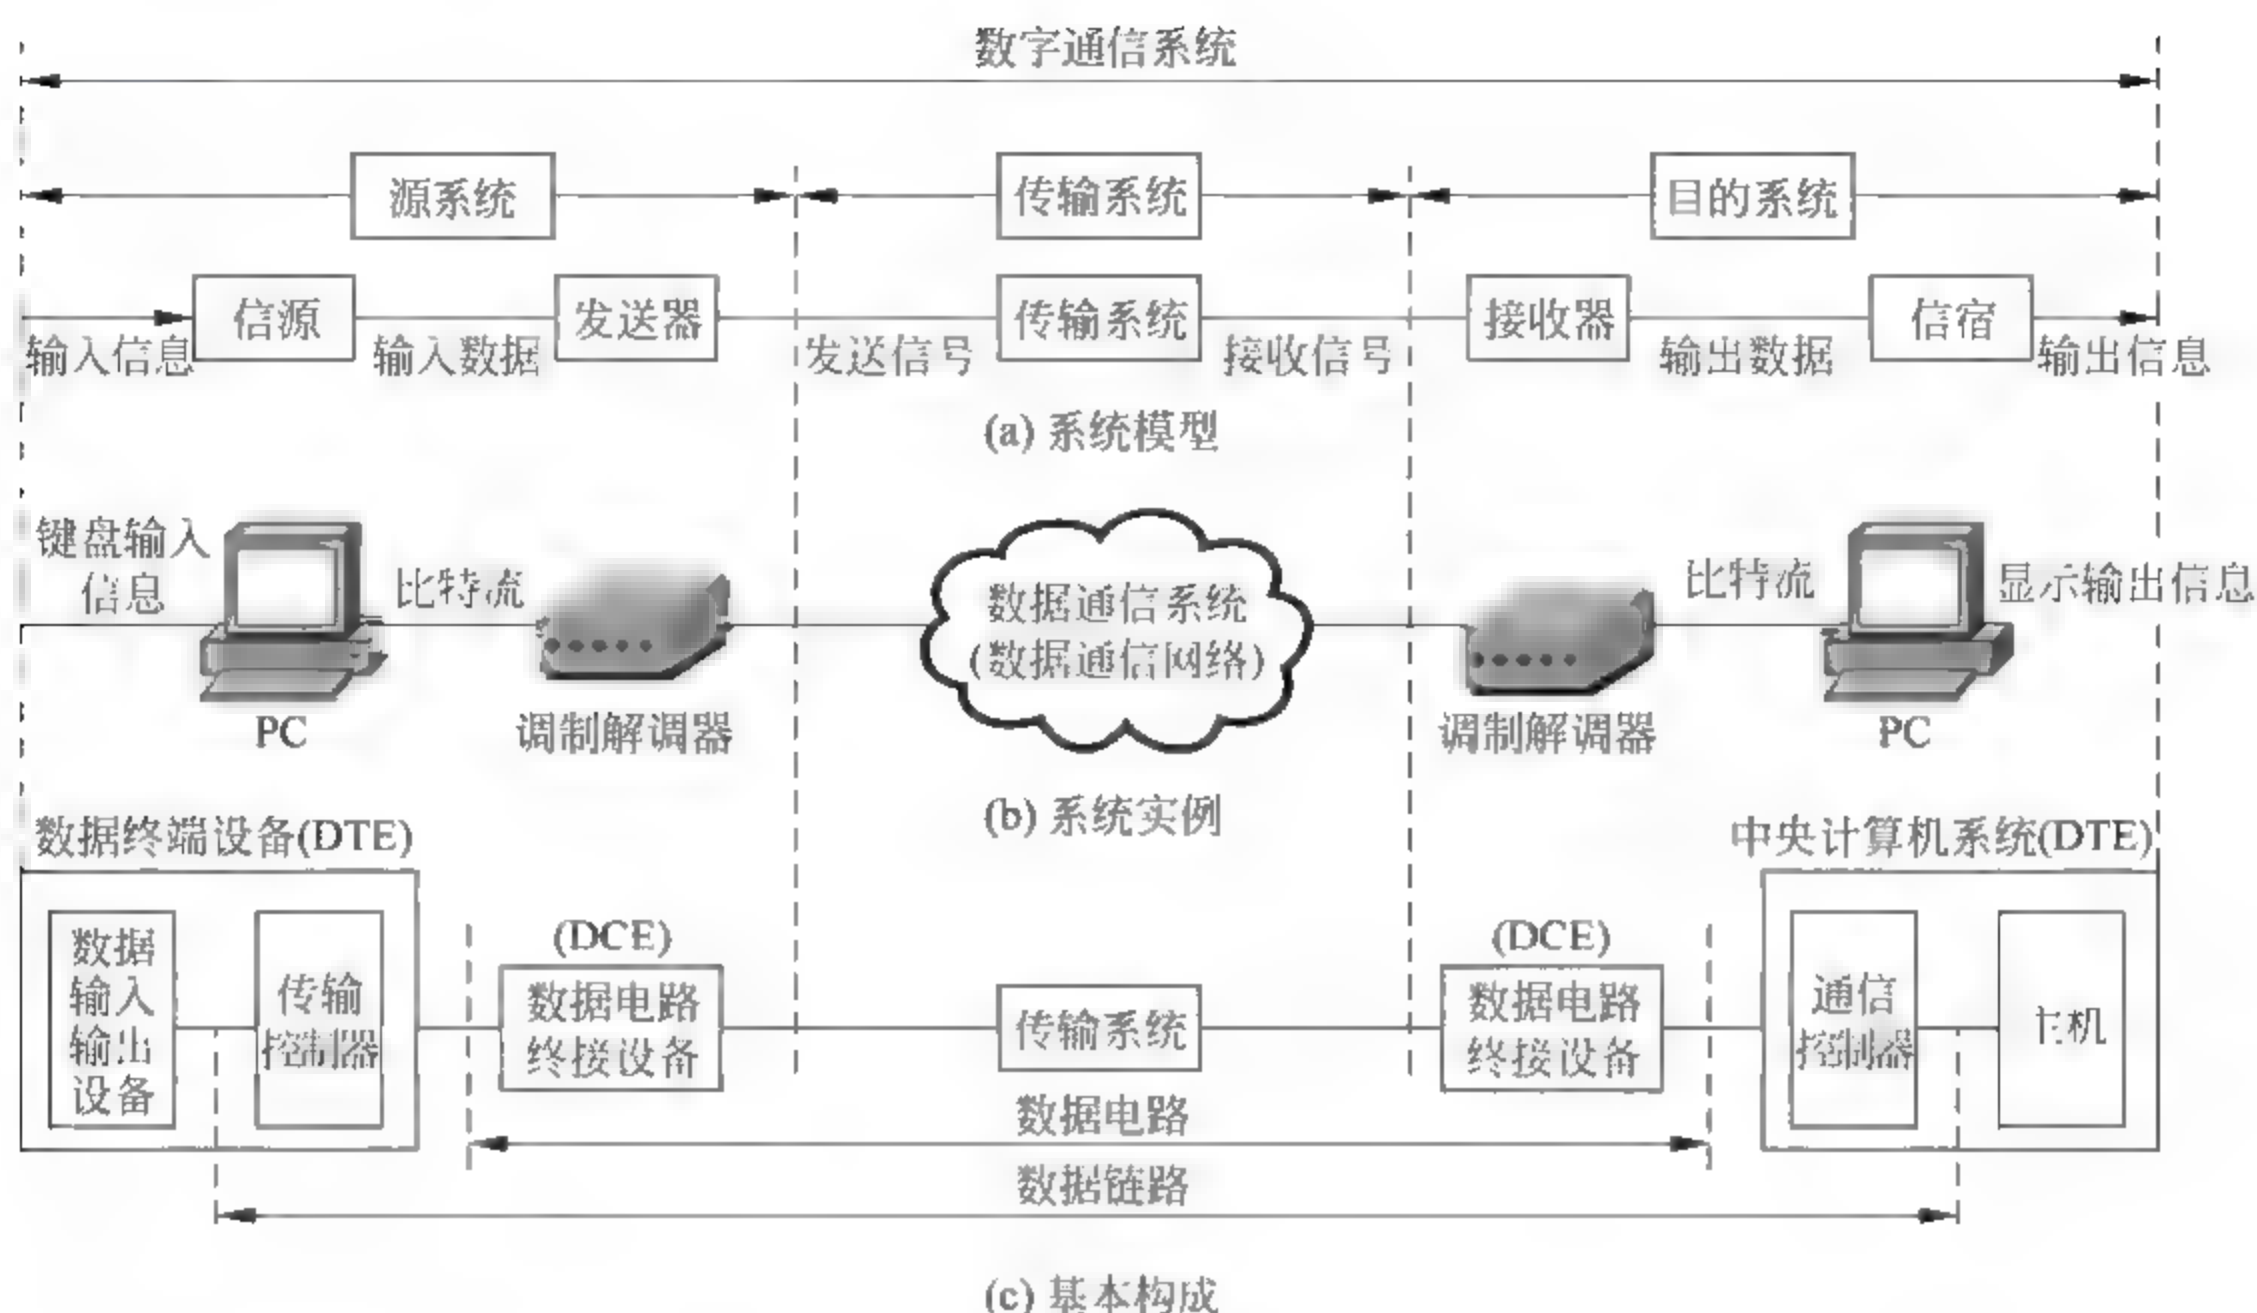 数字通信系统
源系统
传输系统
目的系统
信源
发送器
传输系统
接收器
信宿
输入信息
输入数据
发送信号
接收信号
输出数据
输出信息
(a) 系统模型
键盘输入
信息
比特流
数据通信系统
(数据通信网络)
比特流
显示输出信息
PC
调制解调器
调制解调器
PC
(b) 系统实例
数据终端设备(DTE)
中央计算机系统(DTE)
数据
输入
输出
设备
传输
控制器
(DCE)
数据电路
终接设备
传输系统
(DCE)
数据电路
终接设备
通信
控制器
主机
数据电路
数据链路
(c) 基本构成